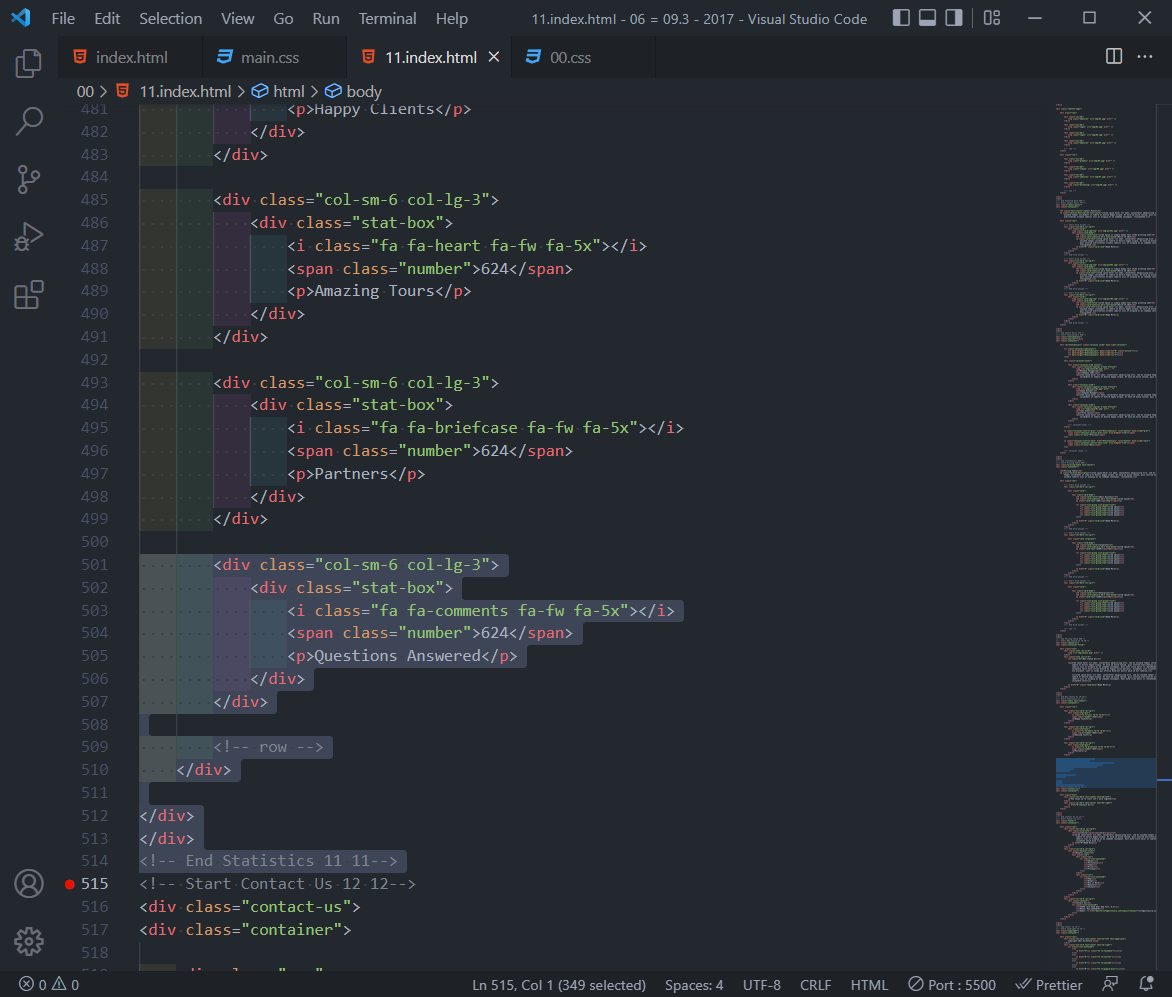 File Edit Selection View Go Run Terminal Help 11.index.html - 06 = 09.3 - 2017 - Visual Studio Code
index.html main.css 11.index.html 00.css
00 > 11.index.html > html > body
481 <p>Happy Clients</p>
482 </div>
483 </div>
484
485 <div class="col-sm-6 col-lg-3">
486 <div class="stat-box">
487 <i class="fa fa-heart fa-fw fa-5x"></i>
488 <span class="number">624</span>
489 <p>Amazing Tours</p>
490 </div>
491 </div>
492
493 <div class="col-sm-6 col-lg-3">
494 <div class="stat-box">
495 <i class="fa fa-briefcase fa-fw fa-5x"></i>
496 <span class="number">624</span>
497 <p>Partners</p>
498 </div>
499 </div>
500
501 <div class="col-sm-6 col-lg-3">
502 <div class="stat-box">
503 <i class="fa fa-comments fa-fw fa-5x"></i>
504 <span class="number">624</span>
505 <p>Questions Answered</p>
506 </div>
507 </div>
508
509 <!-- row -->
510 </div>
511
512 </div>
513 </div>
514 <!-- End Statistics 11 11-->
515 <!-- Start Contact Us 12 12-->
516 <div class="contact-us">
517 <div class="container">
518
Ln 515, Col 1 (349 selected) Spaces: 4 UTF-8 CRLF HTML Port : 5500 Prettier
0 0